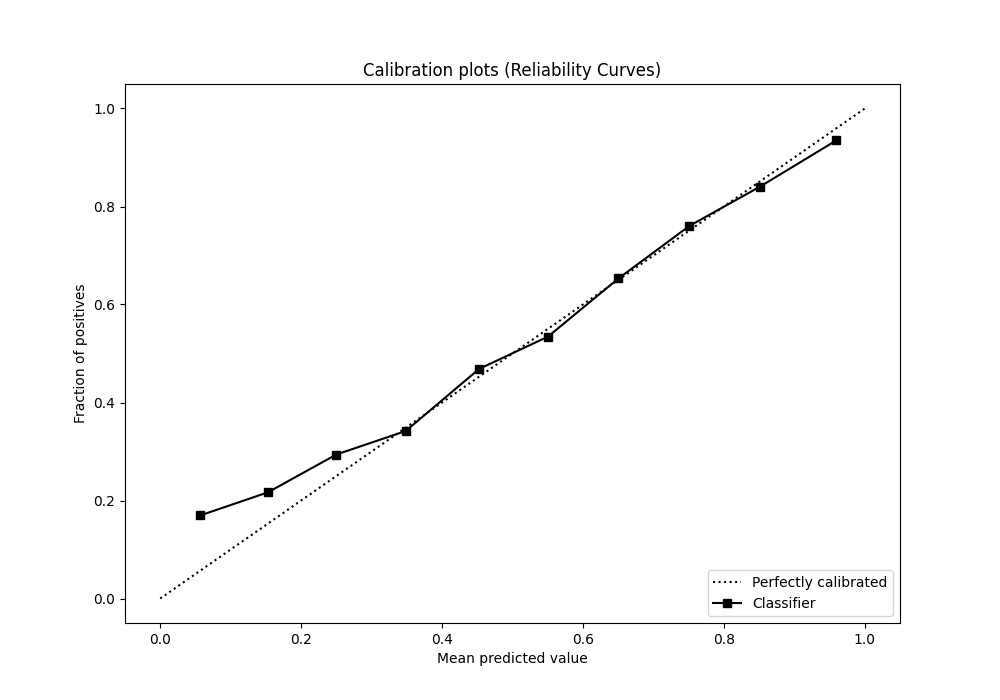 Calibration plots (Reliability Curves)
1.0
0.8
0.6
0.4
0.2
0.0
Fraction of positives
Perfectly calibrated
Classifier
0.0 0.2 0.4 0.6 0.8 1.0
Mean predicted value